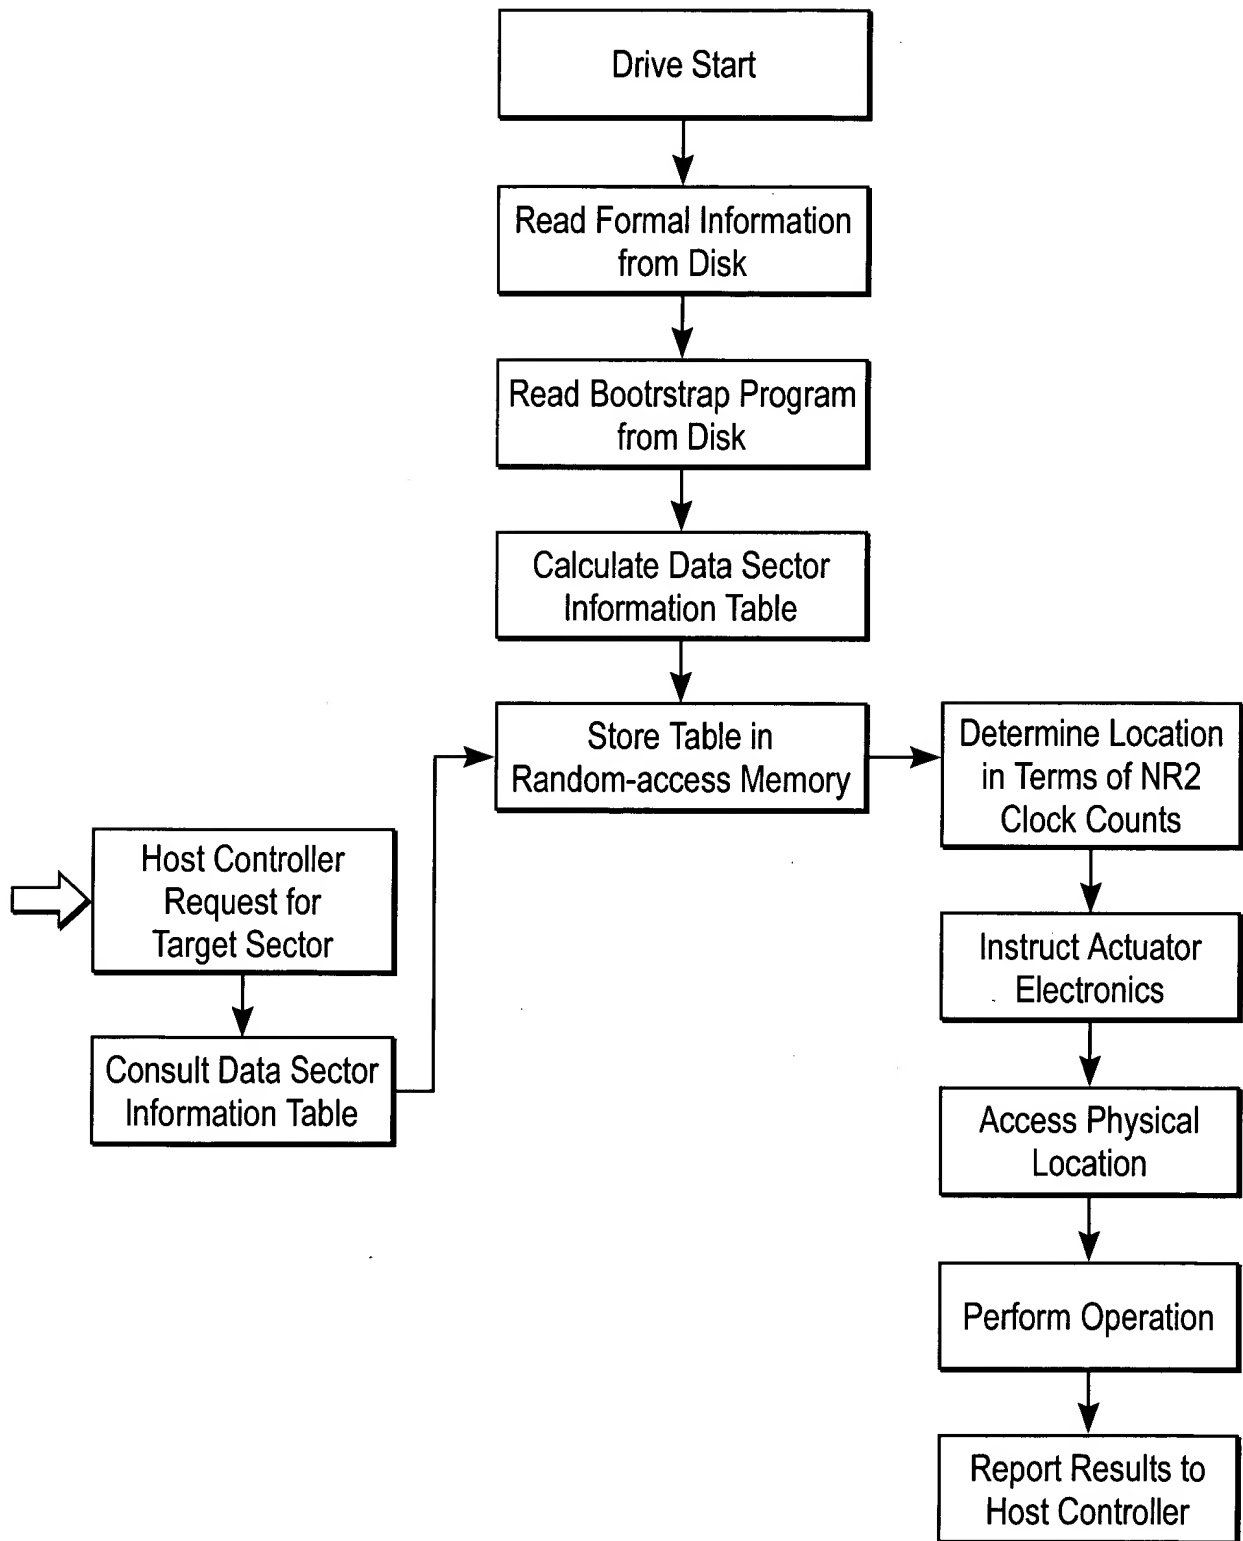 Drive Start
Read Formal Information
from Disk
Read Bootrstrap Program
from Disk
Calculate Data Sector
Information Table
Store Table in
Random-access Memory
Determine Location
in Terms of NR2
Clock Counts
Host Controller
Request for
Target Sector
Consult Data Sector
Information Table
Instruct Actuator
Electronics
Access Physical
Location
Perform Operation
Report Results to
Host Controller